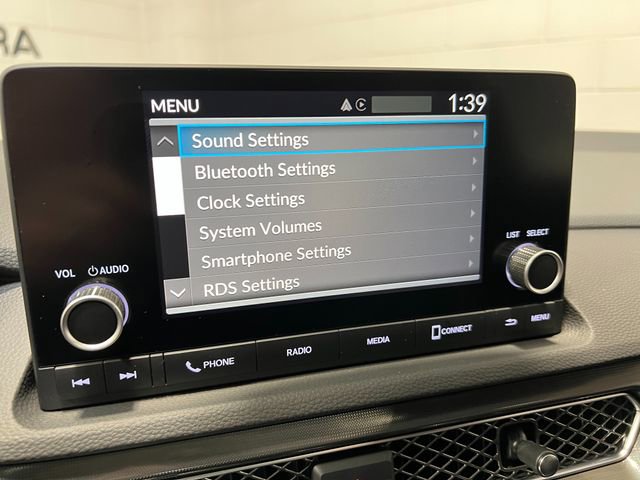 ARA
MENU 1:39
Sound Settings
Bluetooth Settings
Clock Settings
System Volumes
Smartphone Settings
RDS Settings
VOL AUDIO
LIST SELECT
PHONE RADIO MEDIA CONNECT MENU